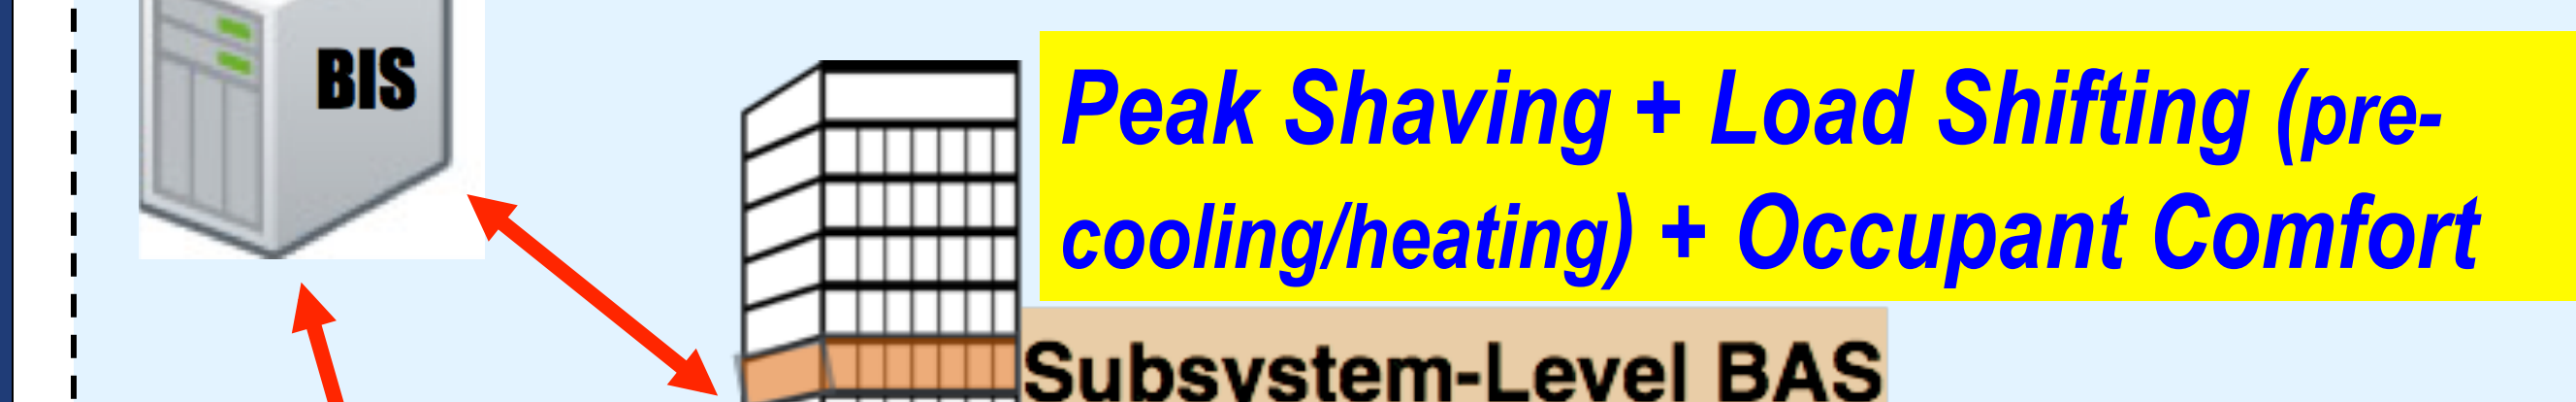 BIS
Peak Shaving + Load Shifting (pre-
cooling/heating) + Occupant Comfort
Subsystem-Level BAS